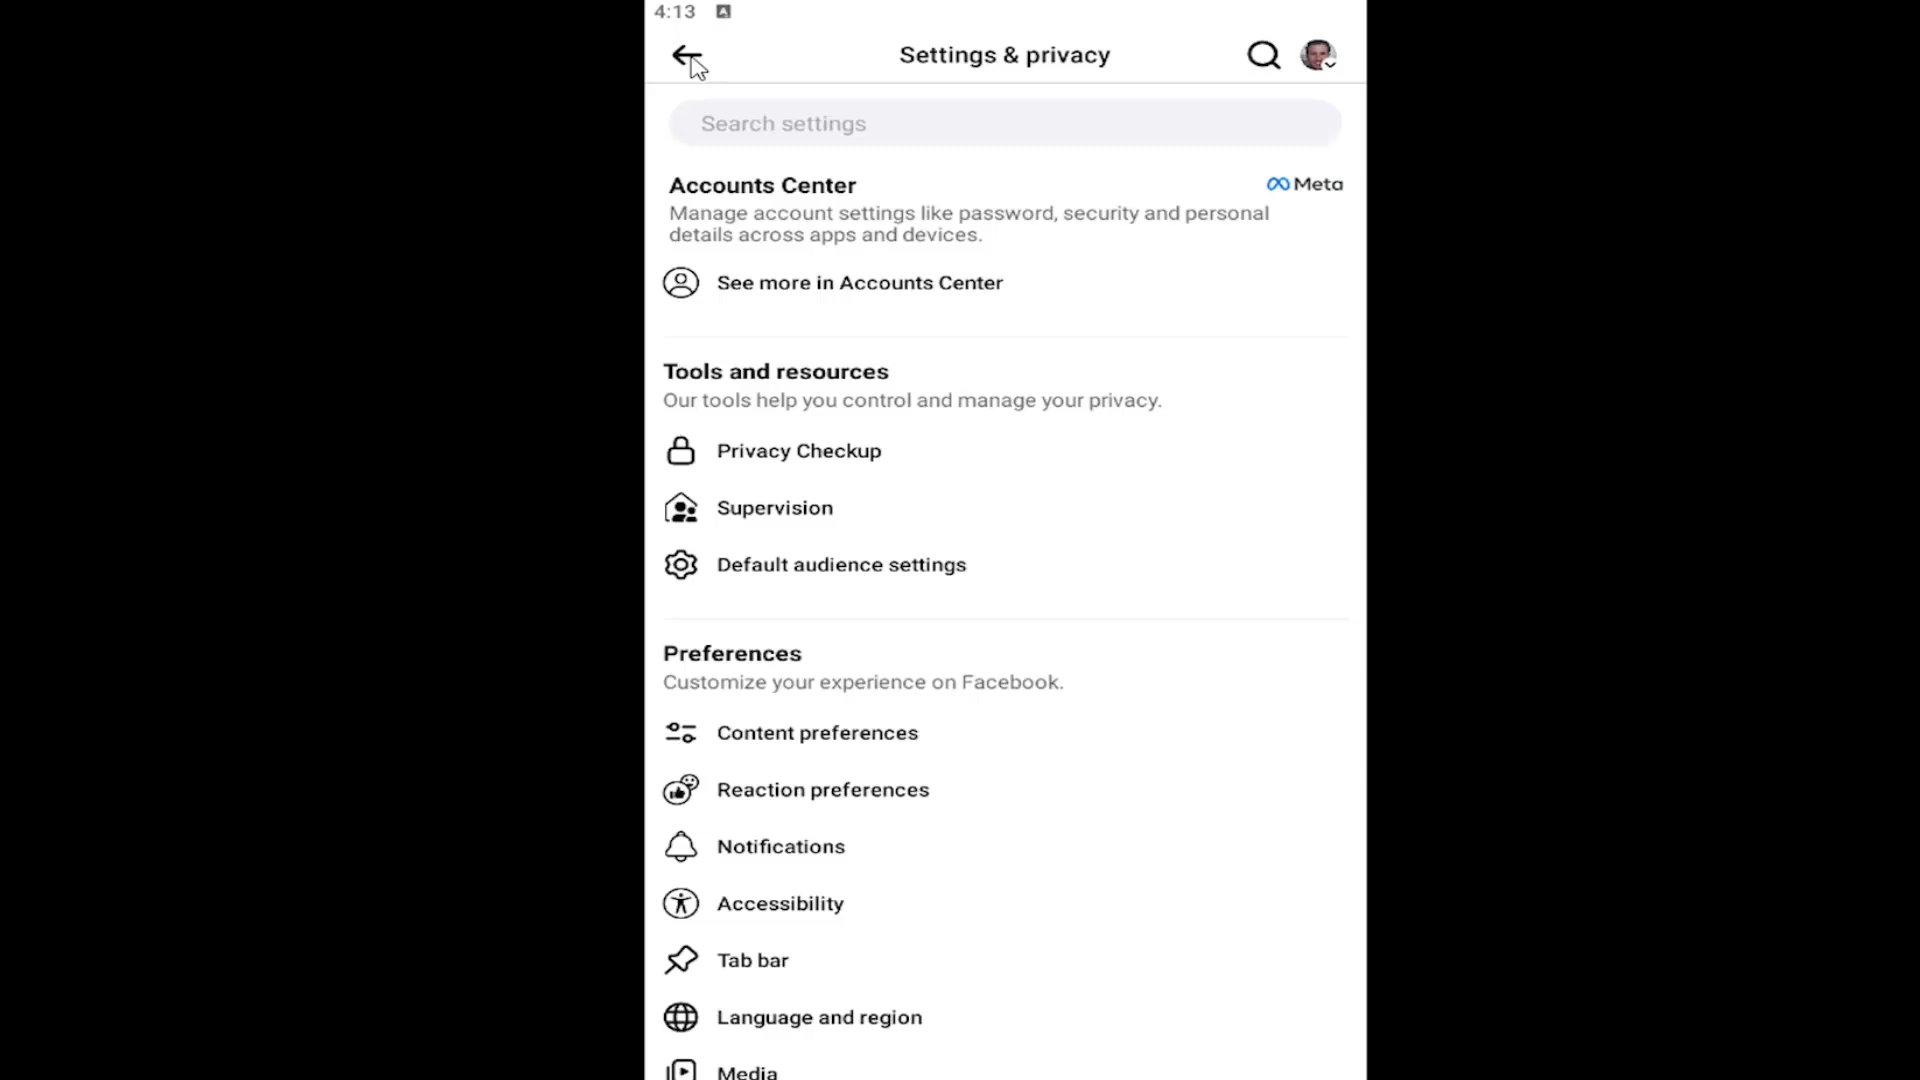 4:13
Settings & privacy
Search settings
Accounts Center
Meta
Manage account settings like password, security and personal
details across apps and devices.
See more in Accounts Center
Tools and resources
Our tools help you control and manage your privacy.
Privacy Checkup
Supervision
Default audience settings
Preferences
Customize your experience on Facebook.
Content preferences
Reaction preferences
Notifications
Accessibility
Tab bar
Language and region
Media